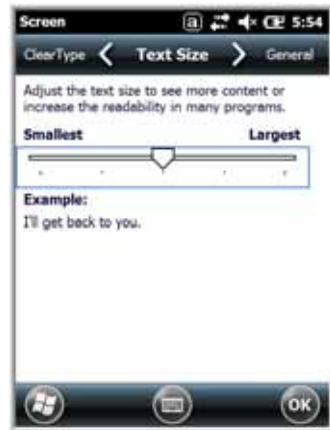 Screen a 5:54
ClearType Text Size General
Adjust the text size to see more content or
increase the readability in many programs.
Smallest Largest
Example:
I'll get back to you.
OK